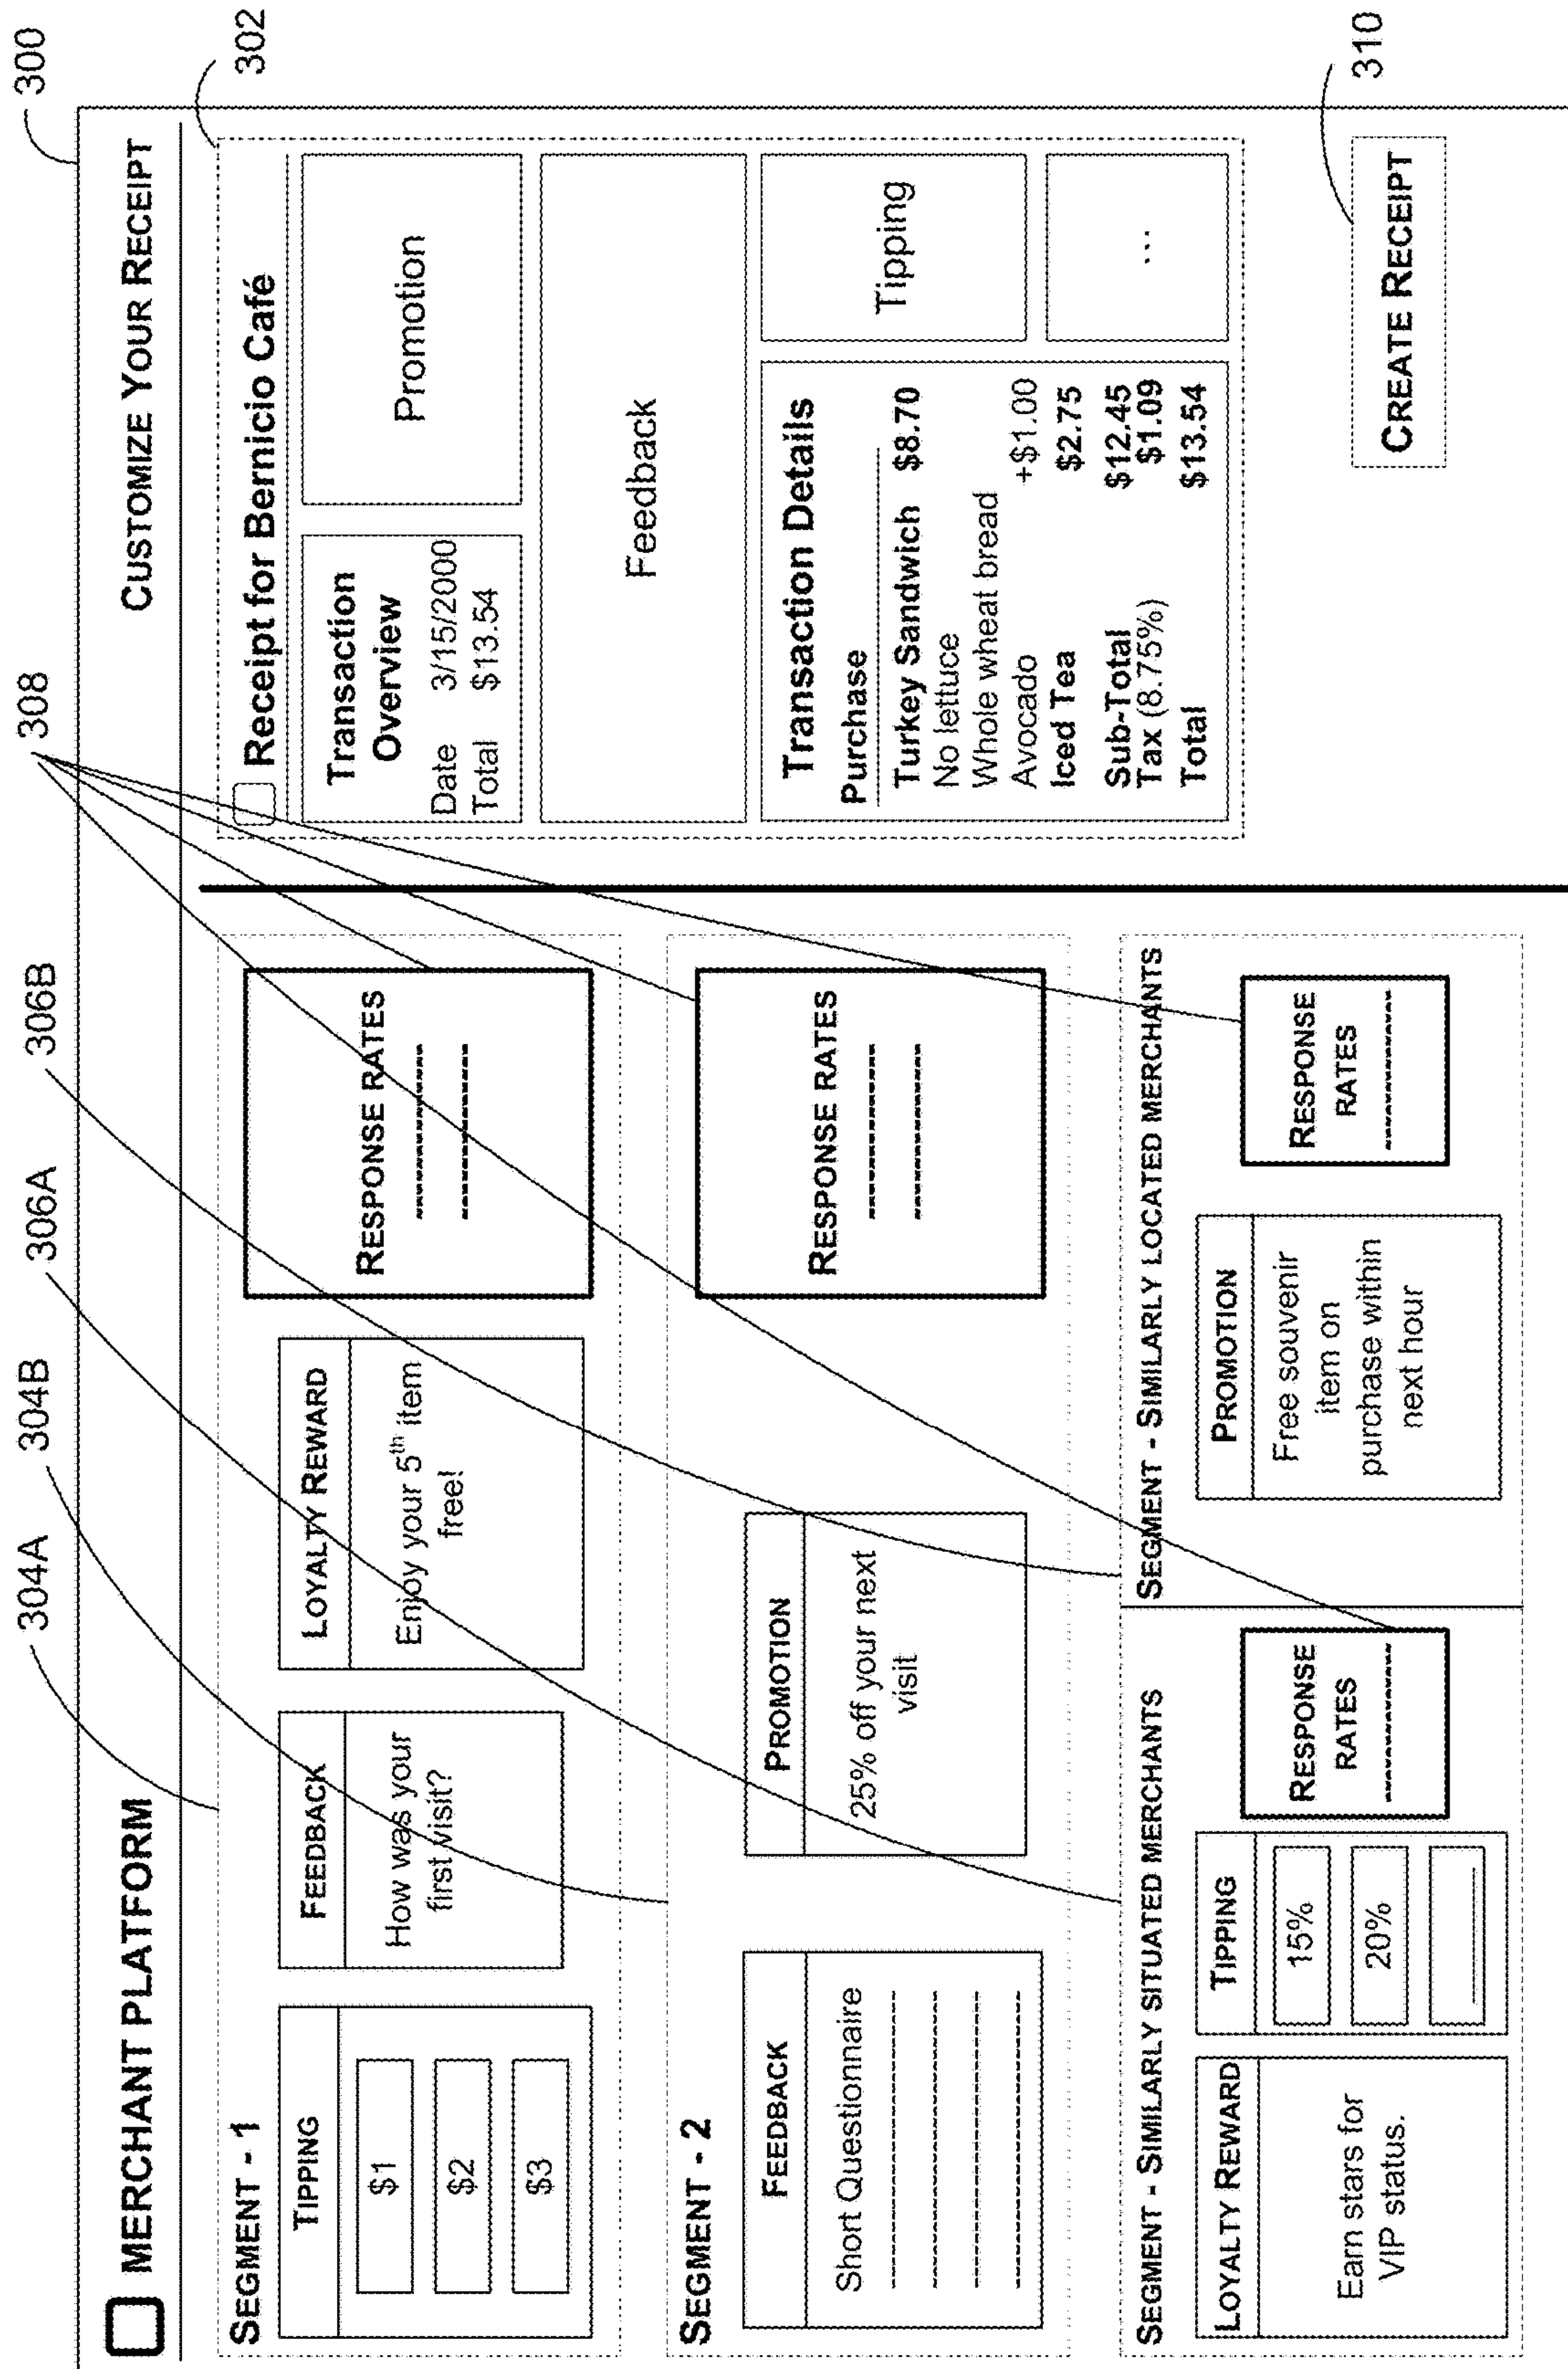 300
302
304A
304B
306A
306B
308
310
MERCHANT PLATFORM
CUSTOMIZE YOUR RECEIPT
SEGMENT - 1
TIPPING
$1
$2
$3
FEEDBACK
How was your
first visit?
LOYALTY REWARD
Enjoy your 5th item
free!
RESPONSE RATES
SEGMENT - 2
FEEDBACK
Short Questionnaire
PROMOTION
25% off your next
visit
RESPONSE RATES
SEGMENT - SIMILARLY SITUATED MERCHANTS
LOYALTY REWARD
Earn stars for
VIP status.
TIPPING
15%
20%
RESPONSE
RATES
SEGMENT - SIMILARLY LOCATED MERCHANTS
PROMOTION
Free souvenir
item on
purchase within
next hour
RESPONSE
RATES
Receipt for Bernicio Café
Transaction
Overview
Date 3/15/2000
Total $13.54
Promotion
Feedback
Transaction Details
Purchase
Turkey Sandwich $8.70
No lettuce
Whole wheat bread
Avocado +$1.00
Iced Tea $2.75
Sub-Total $12.45
Tax (8.75%) $1.09
Total $13.54
Tipping
...
CREATE RECEIPT